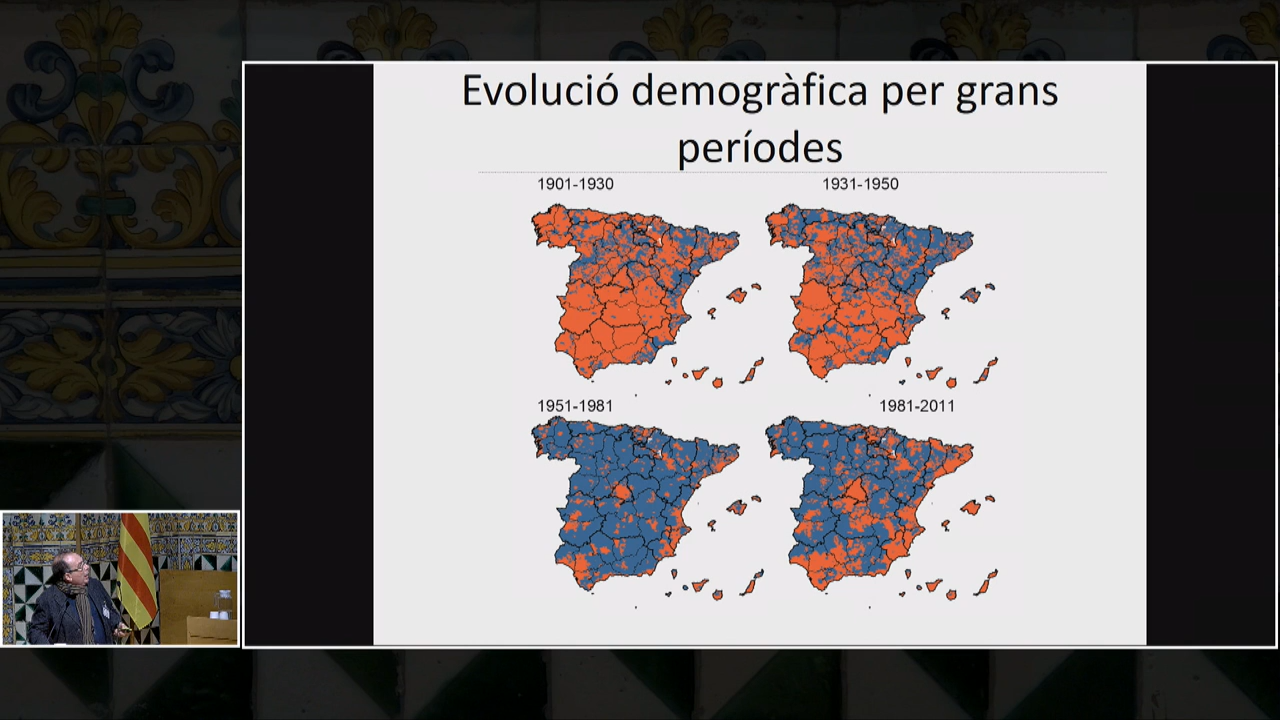 Evolució demogràfica per grans
períodes
1901-1930
1931-1950
1951-1981
1981-2011